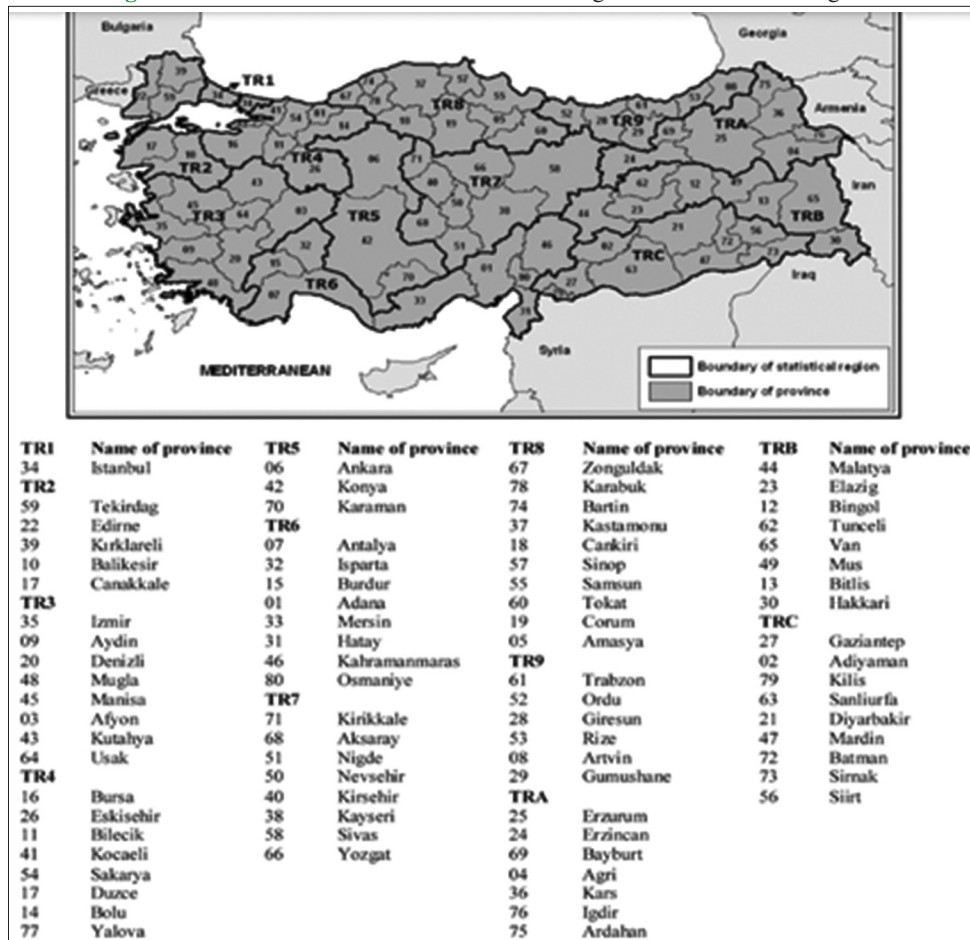 Bulgaria
Georgia
Greece
TR1
Armenia
TR8
TR9
TRA
TR2
TR4
TR7
Iran
TR3
TR5
TRB
TRC
TR6
Iraq
Syria
MEDITERRANEAN
Boundary of statistical region
Boundary of province
TR1 Name of province
34 Istanbul
TR2
59 Tekirdag
22 Edirne
39 Kırklareli
10 Balikesir
17 Canakkale
TR3
35 Izmir
09 Aydin
20 Denizli
48 Mugla
45 Manisa
03 Afyon
43 Kutahya
64 Usak
TR4
16 Bursa
26 Eskisehir
11 Bilecik
41 Kocaeli
54 Sakarya
17 Duzce
14 Bolu
77 Yalova
TR5 Name of province
06 Ankara
42 Konya
70 Karaman
TR6
07 Antalya
32 Isparta
15 Burdur
01 Adana
33 Mersin
31 Hatay
46 Kahramanmaras
80 Osmaniye
TR7
71 Kirikkale
68 Aksaray
51 Nigde
50 Nevsehir
40 Kirsehir
38 Kayseri
58 Sivas
66 Yozgat
TR8 Name of province
67 Zonguldak
78 Karabuk
74 Bartin
37 Kastamonu
18 Cankiri
57 Sinop
55 Samsun
60 Tokat
19 Corum
05 Amasya
TR9
61 Trabzon
52 Ordu
28 Giresun
53 Rize
08 Artvin
29 Gumushane
TRA
25 Erzurum
24 Erzincan
69 Bayburt
04 Agri
36 Kars
76 Igdir
75 Ardahan
TRB Name of province
44 Malatya
23 Elazig
12 Bingol
62 Tunceli
65 Van
49 Mus
13 Bitlis
30 Hakkari
TRC
27 Gaziantep
02 Adiyaman
79 Kilis
63 Sanliurfa
21 Diyarbakir
47 Mardin
72 Batman
73 Sirnak
56 Siirt